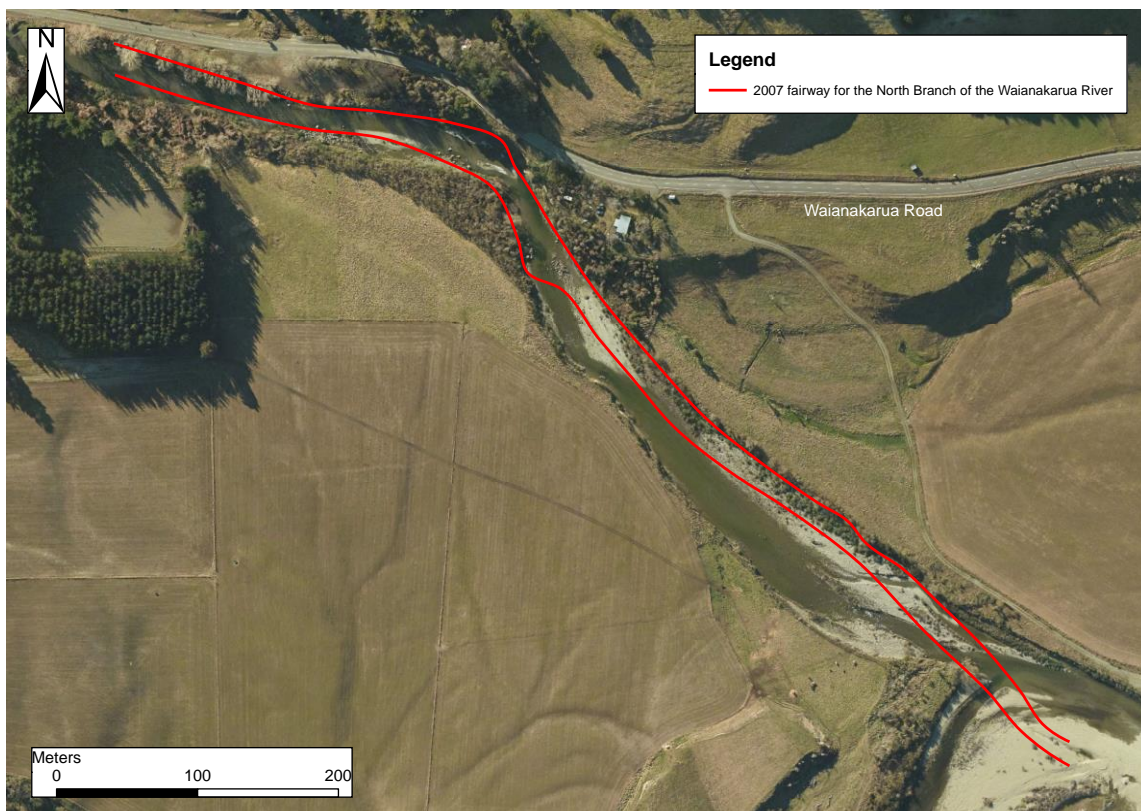 N
Legend
2007 fairway for the North Branch of the Waianakarua River
Waianakarua Road
Meters
0 100 200